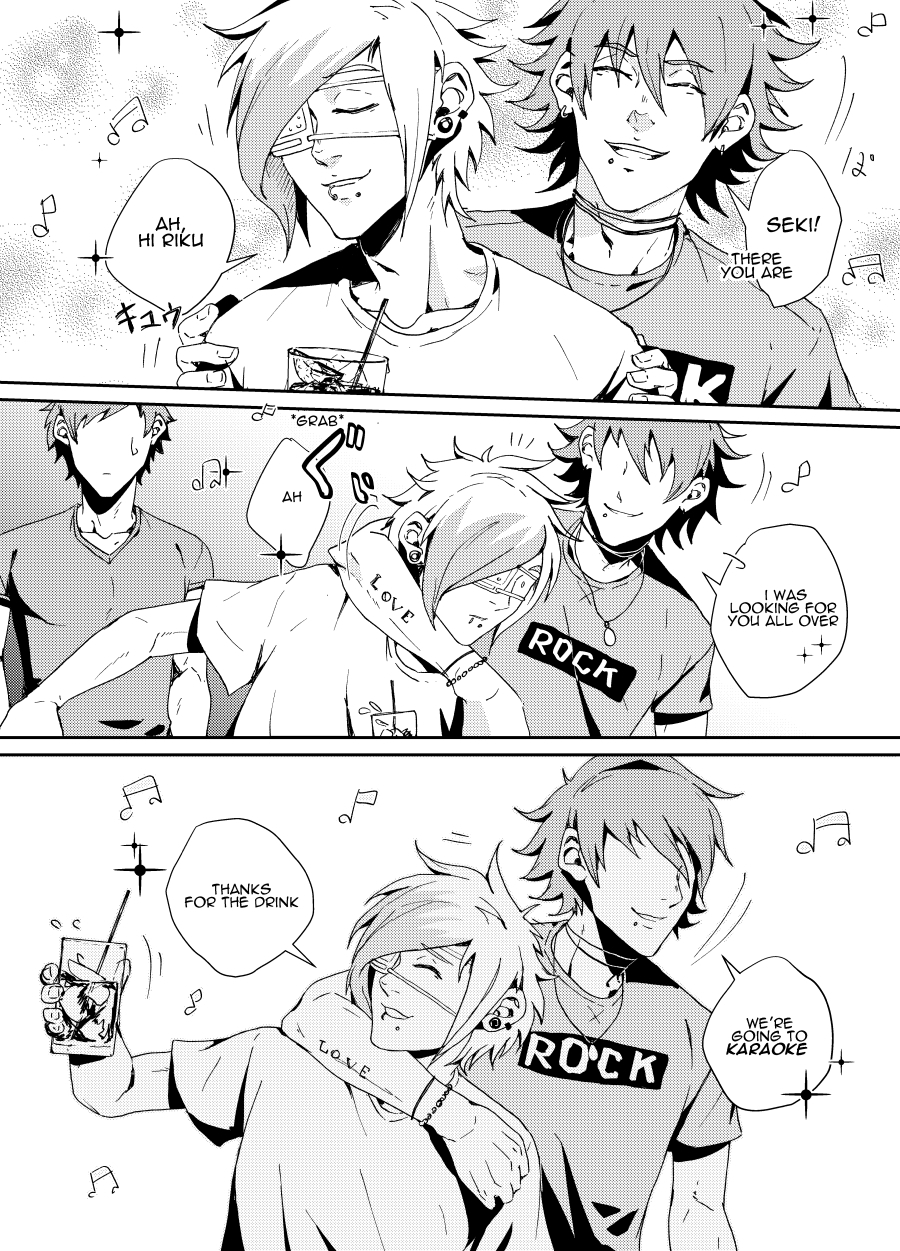 SEKI!
THERE
YOU ARE
AH,
HI RIKU
キュウ
ROCK
I WAS
LOOKING FOR
YOU ALL OVER
*GRAB*
AH
LOVE
ROCK
THANKS
FOR THE DRINK
WE'RE
GOING TO
KARAOKE
LOVE
ROCK